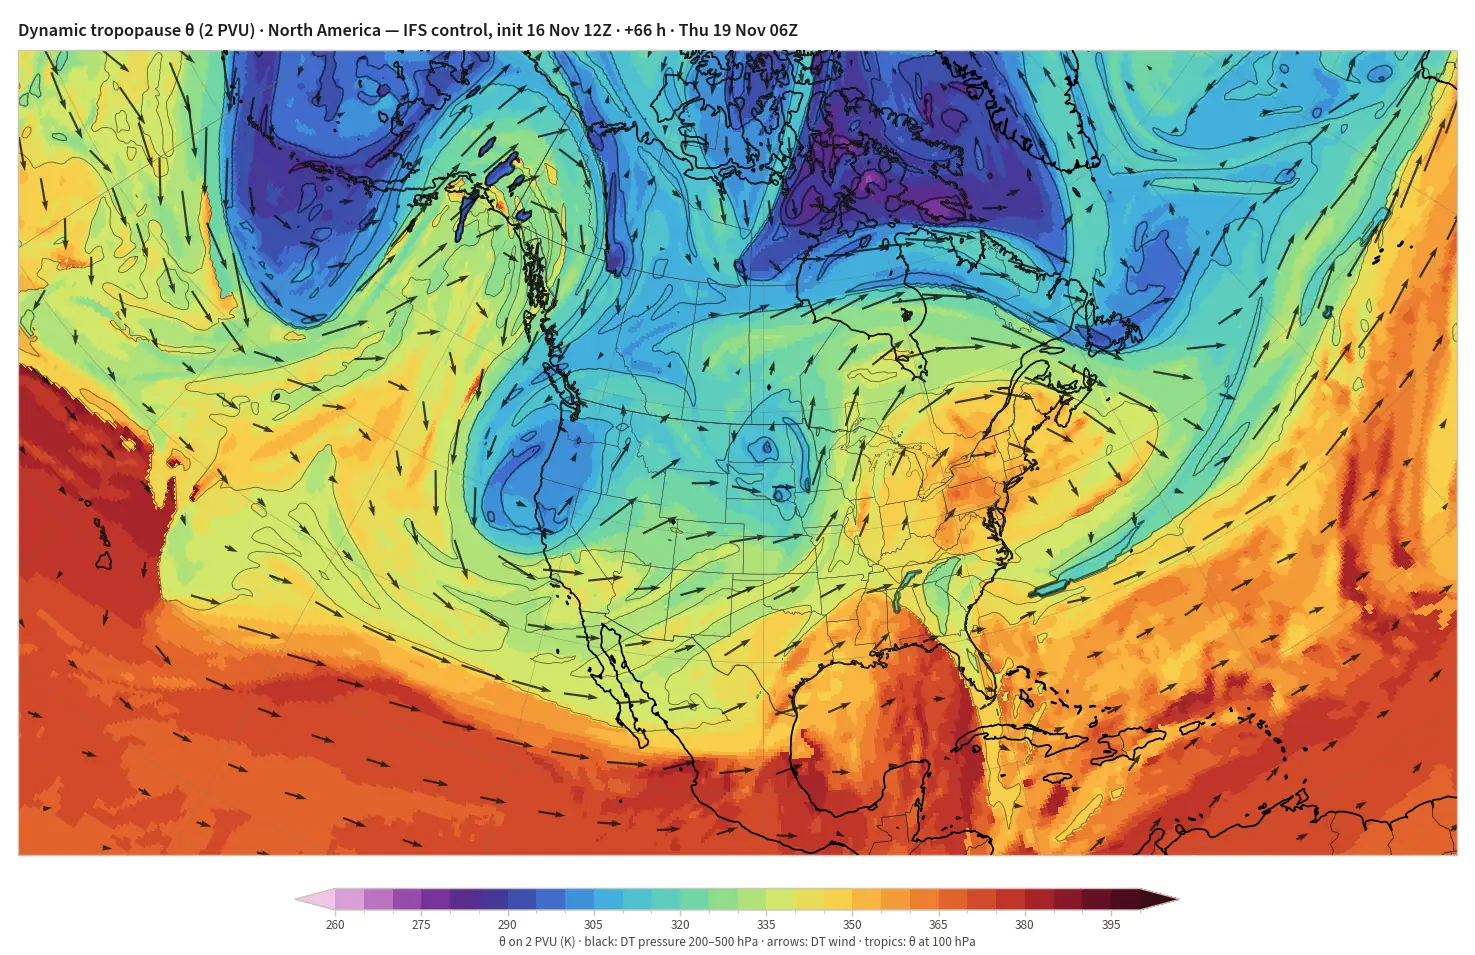 Dynamic tropopause θ (2 PVU) · North America — IFS control, init 16 Nov 12Z · +66 h · Thu 19 Nov 06Z
260 275 290 305 320 335 350 365 380 395
θ on 2 PVU (K) · black: DT pressure 200–500 hPa · arrows: DT wind · tropics: θ at 100 hPa